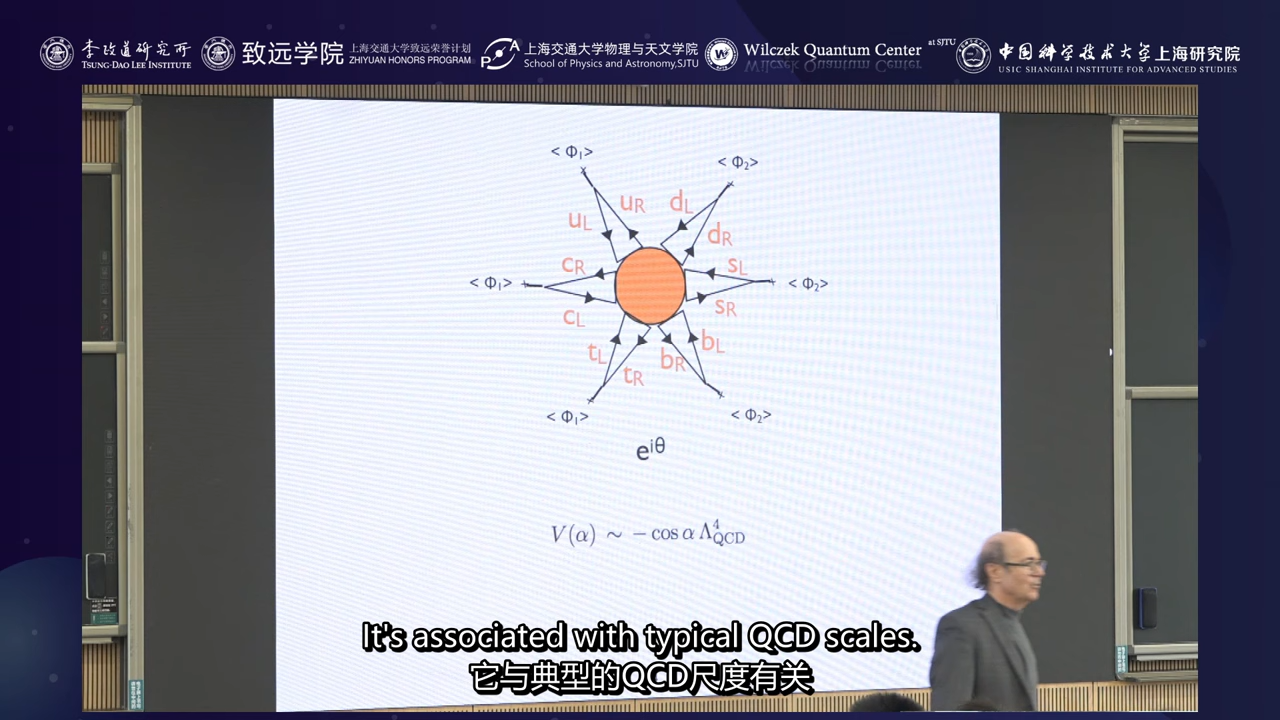 李政道研究所
TSUNG-DAO LEE INSTITUTE
致远学院
上海交通大学致远荣誉计划
ZHIYUAN HONORS PROGRAM
上海交通大学物理与天文学院
School of Physics and Astronomy,SJTU
Wilczek Quantum Center
at SJTU
中国科学技术大学上海研究院
USTC SHANGHAI INSTITUTE FOR ADVANCED STUDIES
< Φ₁>
< Φ₂>
uL
uR
dL
dR
< Φ₁>
cR
cL
sL
sR
< Φ₂>
tL
tR
bR
bL
< Φ₁>
< Φ₂>
e^{iθ}
V(α) ∼ − cos α Λ⁴_QCD
It's associated with typical QCD scales.
它与典型的QCD尺度有关